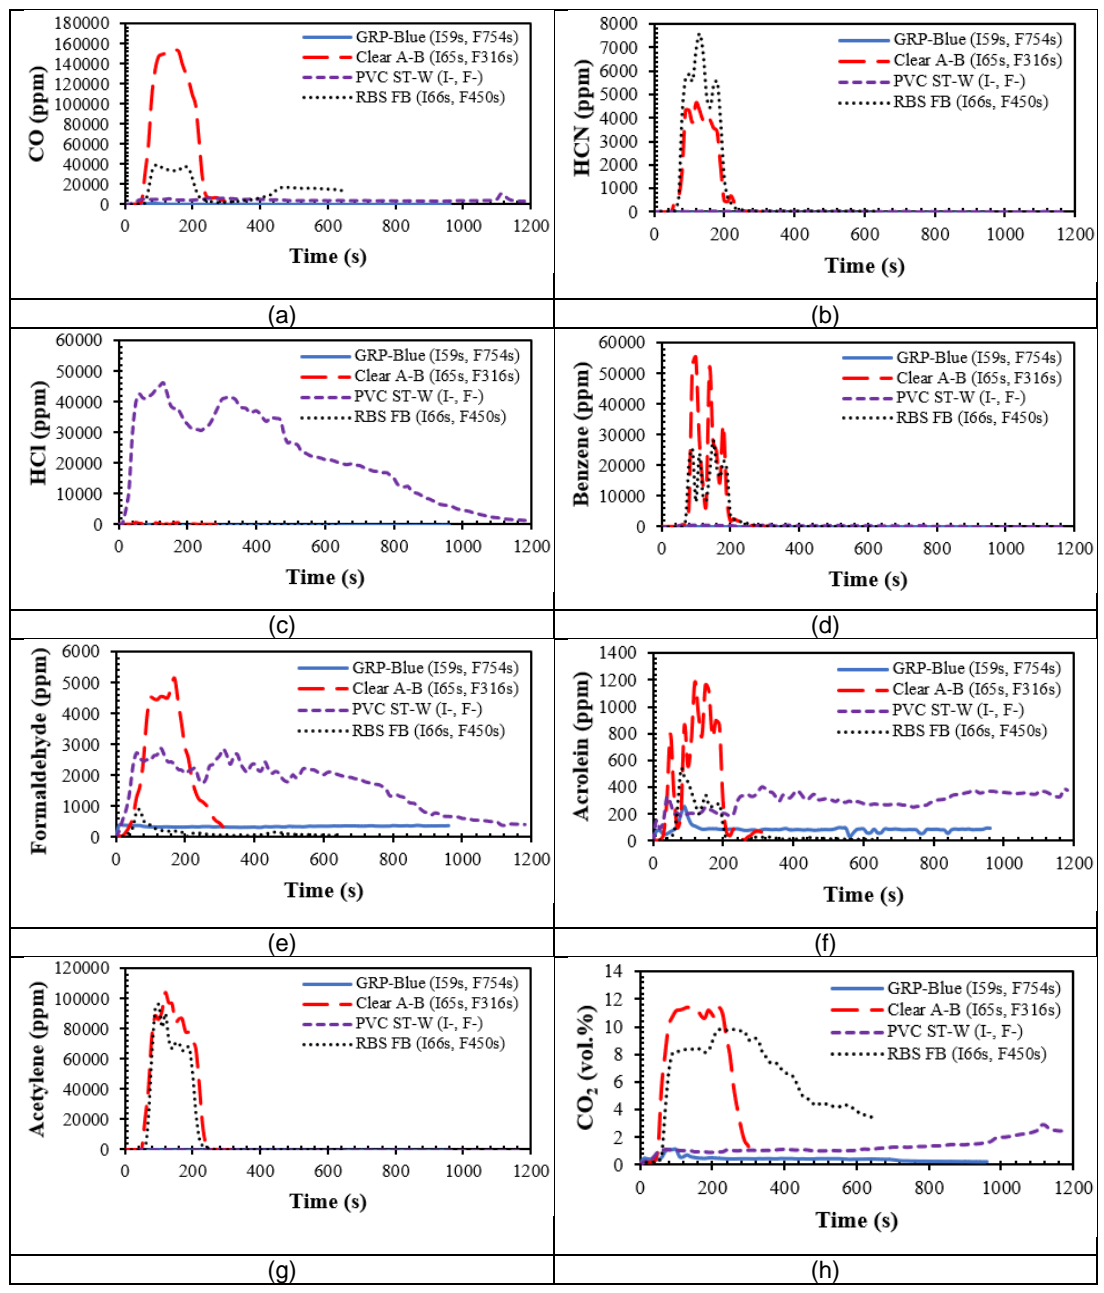 CO (ppm)
180000
160000
140000
120000
100000
80000
60000
40000
20000
0
GRP-Blue (I59s, F754s)
Clear A-B (I65s, F316s)
PVC ST-W (I-, F-)
RBS FB (I66s, F450s)
0 200 400 600 800 1000 1200
Time (s)
(a)
HCN (ppm)
8000
7000
6000
5000
4000
3000
2000
1000
0
GRP-Blue (I59s, F754s)
Clear A-B (I65s, F316s)
PVC ST-W (I-, F-)
RBS FB (I66s, F450s)
0 200 400 600 800 1000 1200
Time (s)
(b)
HCl (ppm)
60000
50000
40000
30000
20000
10000
0
GRP-Blue (I59s, F754s)
Clear A-B (I65s, F316s)
PVC ST-W (I-, F-)
RBS FB (I66s, F450s)
0 200 400 600 800 1000 1200
Time (s)
(c)
Benzene (ppm)
60000
50000
40000
30000
20000
10000
0
GRP-Blue (I59s, F754s)
Clear A-B (I65s, F316s)
PVC ST-W (I-, F-)
RBS FB (I66s, F450s)
0 200 400 600 800 1000 1200
Time (s)
(d)
Formaldehyde (ppm)
6000
5000
4000
3000
2000
1000
0
GRP-Blue (I59s, F754s)
Clear A-B (I65s, F316s)
PVC ST-W (I-, F-)
RBS FB (I66s, F450s)
0 200 400 600 800 1000 1200
Time (s)
(e)
Acrolein (ppm)
1400
1200
1000
800
600
400
200
0
GRP-Blue (I59s, F754s)
Clear A-B (I65s, F316s)
PVC ST-W (I-, F-)
RBS FB (I66s, F450s)
0 200 400 600 800 1000 1200
Time (s)
(f)
Acetylene (ppm)
120000
100000
80000
60000
40000
20000
0
GRP-Blue (I59s, F754s)
Clear A-B (I65s, F316s)
PVC ST-W (I-, F-)
RBS FB (I66s, F450s)
0 200 400 600 800 1000 1200
Time (s)
(g)
CO₂ (vol.%)
14
12
10
8
6
4
2
0
GRP-Blue (I59s, F754s)
Clear A-B (I65s, F316s)
PVC ST-W (I-, F-)
RBS FB (I66s, F450s)
0 200 400 600 800 1000 1200
Time (s)
(h)